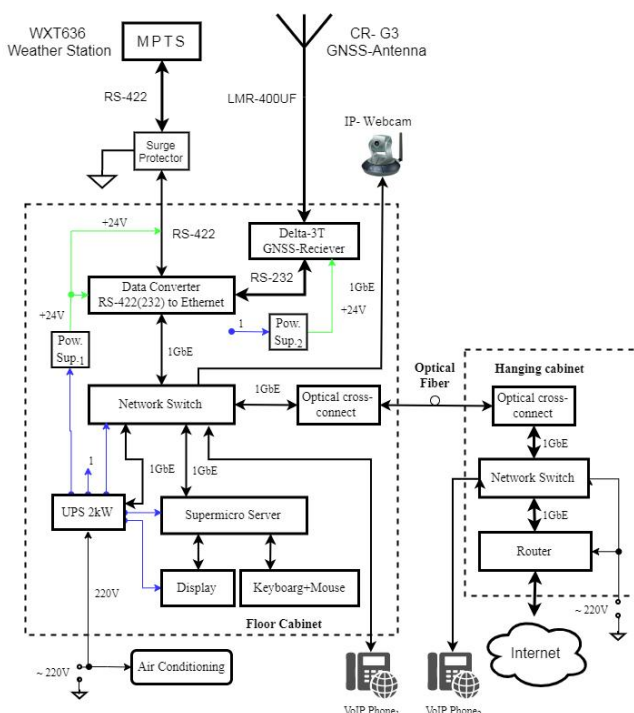 WXT636
Weather Station
MPTS
CR- G3
GNSS-Antenna
RS-422
LMR-400UF
IP- Webcam
Surge
Protector
+24V
RS-422
Delta-3T
GNSS-Reciever
RS-232
Data Converter
RS-422(232) to Ethernet
1GbE
+24V
+24V
1
Pow.
Sup.2
Pow.
Sup.1
1GbE
Optical
Fiber
Hanging cabinet
1GbE
Network Switch
Optical cross-
connect
Optical cross-
connect
1GbE
1
1GbE
1GbE
Network Switch
UPS 2kW
Supermicro Server
1GbE
Router
220V
Display
Keyboarg+Mouse
~ 220V
Floor Cabinet
Internet
~ 220V
Air Conditioning
VoIP Phone1
VoIP Phone2